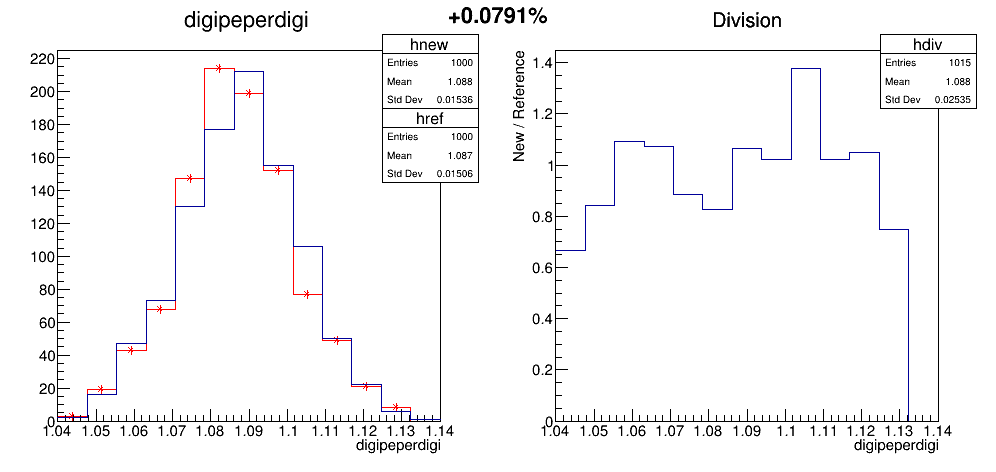 +0.0791%
digipeperdigi
hnew
Entries 1000
Mean 1.088
Std Dev 0.01536
href
Entries 1000
Mean 1.087
Std Dev 0.01506
220
200
180
160
140
120
100
80
60
40
20
0
1.04 1.05 1.06 1.07 1.08 1.09 1.1 1.11 1.12 1.13 1.14
digipeperdigi
Division
hdiv
Entries 1015
Mean 1.088
Std Dev 0.02535
New / Reference
1.4
1.2
1
0.8
0.6
0.4
0.2
0
1.04 1.05 1.06 1.07 1.08 1.09 1.1 1.11 1.12 1.13 1.14
digipeperdigi